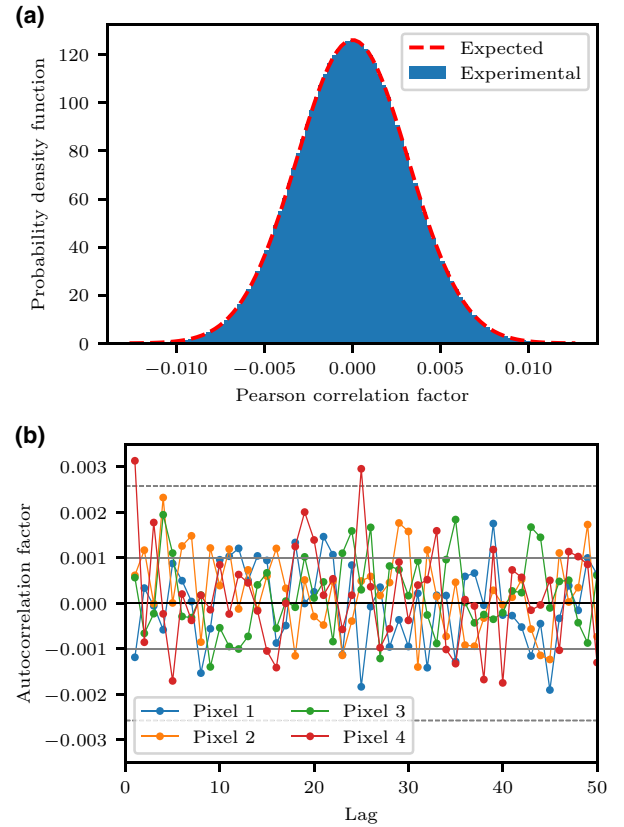 (a)
Probability density function
120
100
80
60
40
20
0
Expected
Experimental
−0.010
−0.005
0.000
0.005
0.010
Pearson correlation factor
(b)
Autocorrelation factor
0.003
0.002
0.001
0.000
−0.001
−0.002
−0.003
Pixel 1
Pixel 3
Pixel 2
Pixel 4
0
10
20
30
40
50
Lag